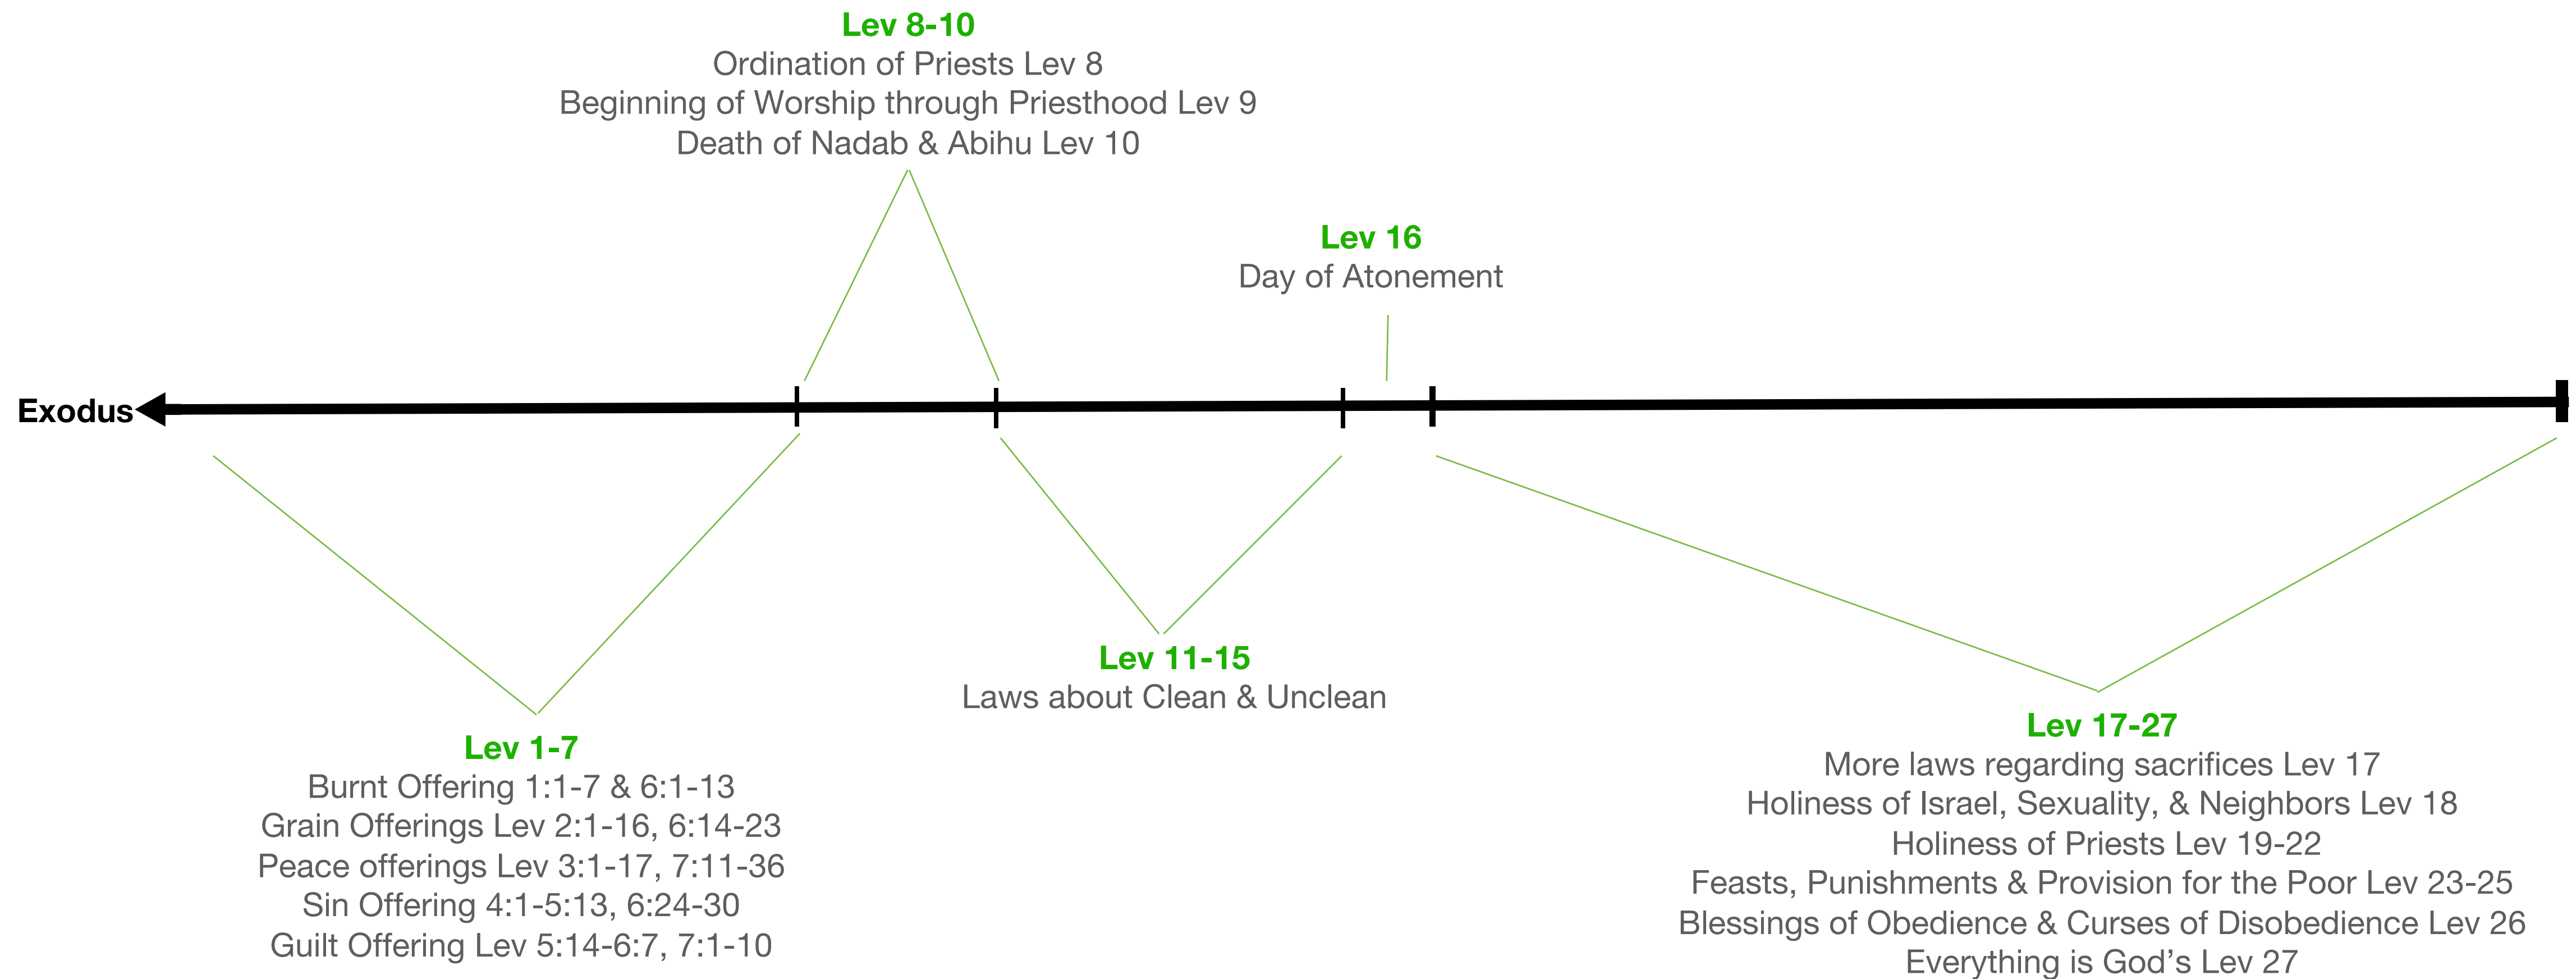 Lev 8-10
Ordination of Priests Lev 8
Beginning of Worship through Priesthood Lev 9
Death of Nadab & Abihu Lev 10
Lev 16
Day of Atonement
Exodus
Lev 11-15
Laws about Clean & Unclean
Lev 1-7
Burnt Offering 1:1-7 & 6:1-13
Grain Offerings Lev 2:1-16, 6:14-23
Peace offerings Lev 3:1-17, 7:11-36
Sin Offering 4:1-5:13, 6:24-30
Guilt Offering Lev 5:14-6:7, 7:1-10
Lev 17-27
More laws regarding sacrifices Lev 17
Holiness of Israel, Sexuality, & Neighbors Lev 18
Holiness of Priests Lev 19-22
Feasts, Punishments & Provision for the Poor Lev 23-25
Blessings of Obedience & Curses of Disobedience Lev 26
Everything is God’s Lev 27